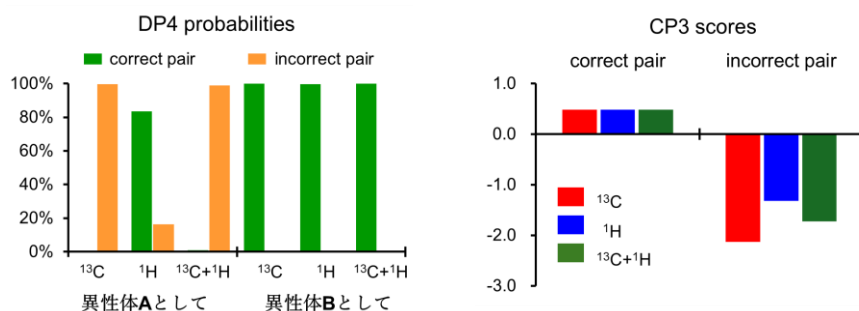 DP4 probabilities
correct pair incorrect pair
100%
80%
60%
40%
20%
0%
¹³C ¹H ¹³C+¹H ¹³C ¹H ¹³C+¹H
異性体Aとして 異性体Bとして
CP3 scores
correct pair incorrect pair
1.0
0.0
-1.0
-2.0
-3.0
¹³C
¹H
¹³C+¹H